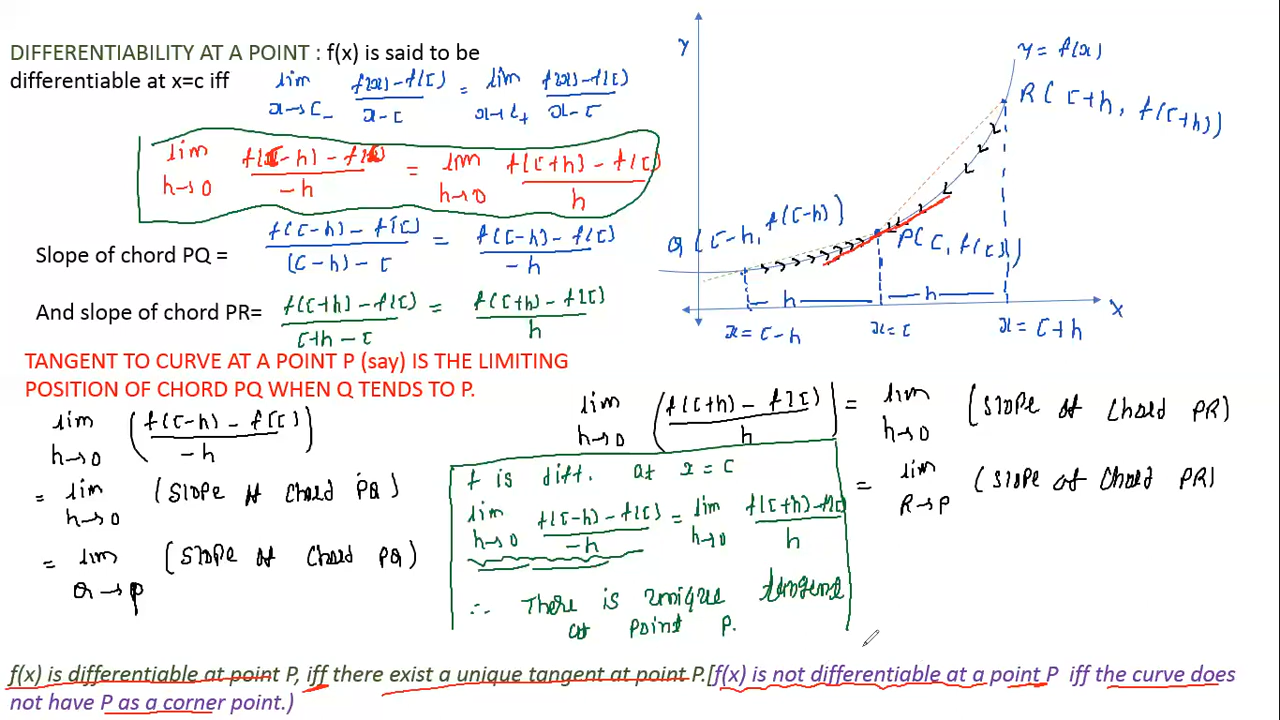 DIFFERENTIABILITY AT A POINT : f(x) is said to be
differentiable at x=c iff
lim x→c- f(x)-f(c)/x-c = lim x→c+ f(x)-f(c)/x-c
lim h→0 f(c-h)-f(c)/-h = lim h→0 f(c+h)-f(c)/h
Slope of chord PQ = f(c-h)-f(c)/(c-h)-c = f(c-h)-f(c)/-h
And slope of chord PR= f(c+h)-f(c)/c+h-c = f(c+h)-f(c)/h
Y
y = f(x)
R(c+h, f(c+h))
Q(c-h, f(c-h))
P(c, f(c))
h
h
X
x=c-h
x=c
x=c+h
TANGENT TO CURVE AT A POINT P (say) IS THE LIMITING
POSITION OF CHORD PQ WHEN Q TENDS TO P.
lim h→0 (f(c-h)-f(c)/-h)
= lim h→0 (slope of chord PQ)
= lim Q→P (slope of chord PQ)
lim h→0 (f(c+h)-f(c)/h) = lim h→0 (slope of chord PR)
= lim R→P (slope of chord PR)
f is diff. at x=c
lim h→0 f(c-h)-f(c)/-h = lim h→0 f(c+h)-f(c)/h
∴ There is unique tangent
at point P.
f(x) is differentiable at point P, iff there exist a unique tangent at point P.[f(x) is not differentiable at a point P iff the curve does
not have P as a corner point.)